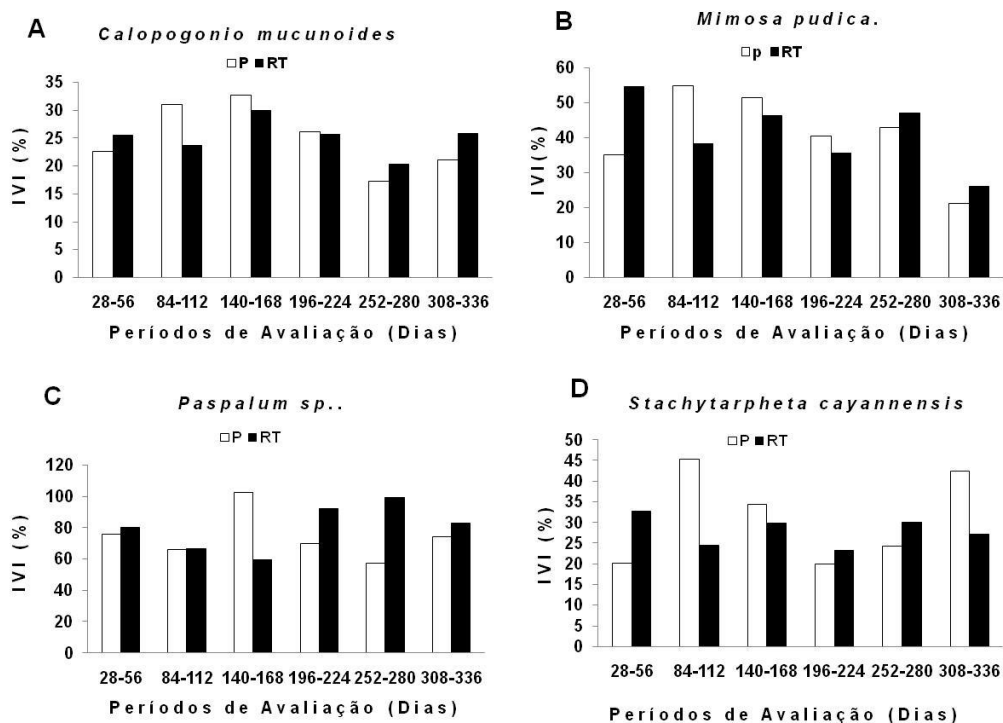 A
Calopogonio mucunoides
P RT
35
30
25
20
15
10
5
0
IVI (%)
28-56 84-112 140-168 196-224 252-280 308-336
Períodos de Avaliação (Dias)
B
Mimosa pudica.
p RT
60
50
40
30
20
10
0
IVI (%)
28-56 84-112 140-168 196-224 252-280 308-336
Períodos de Avaliação (Dias)
C
Paspalum sp..
P RT
120
100
80
60
40
20
0
IVI (%)
28-56 84-112 140-168 196-224 252-280 308-336
Períodos de Avaliação (Dias)
D
Stachytarpheta cayannensis
P RT
50
45
40
35
30
25
20
15
10
5
0
IVI (%)
28-56 84-112 140-168 196-224 252-280 308-336
Períodos de Avaliação (Dias)